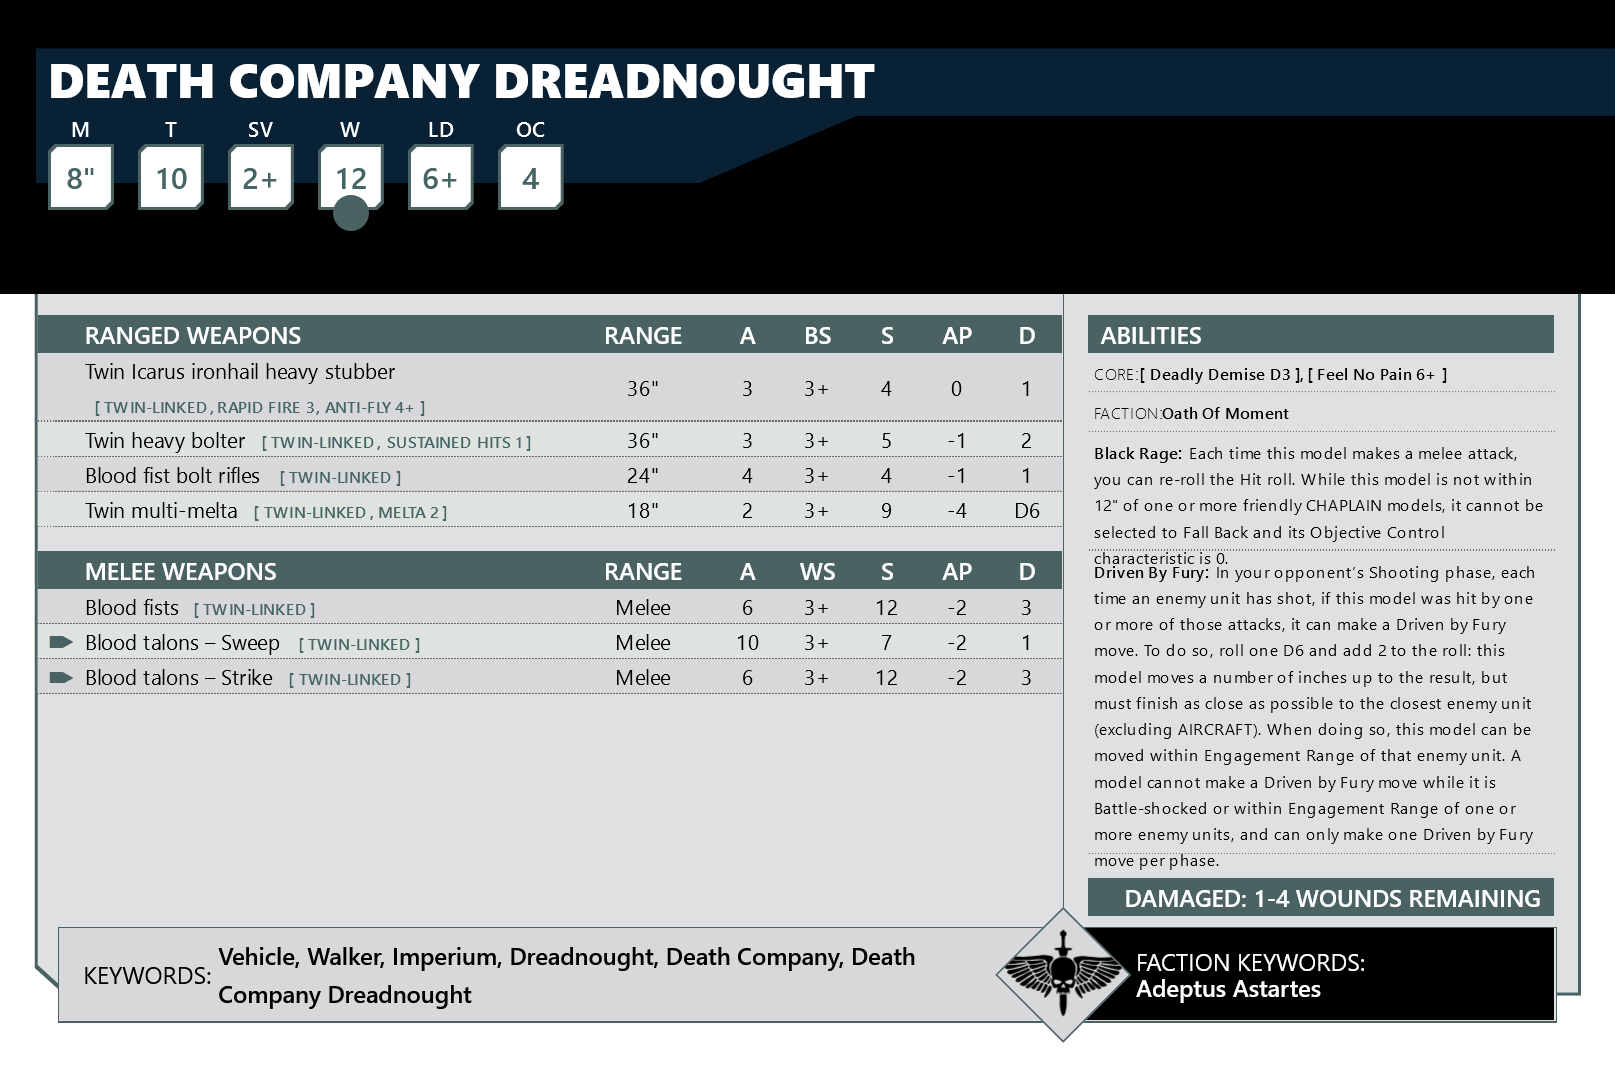 DEATH COMPANY DREADNOUGHT
M T SV W LD OC
8" 10 2+ 12 6+ 4
RANGED WEAPONS RANGE A BS S AP D
Twin Icarus ironhail heavy stubber
[ TWIN-LINKED, RAPID FIRE 3, ANTI-FLY 4+ ] 36" 3 3+ 4 0 1
Twin heavy bolter [ TWIN-LINKED, SUSTAINED HITS 1 ] 36" 3 3+ 5 -1 2
Blood fist bolt rifles [ TWIN-LINKED ] 24" 4 3+ 4 -1 1
Twin multi-melta [ TWIN-LINKED, MELTA 2 ] 18" 2 3+ 9 -4 D6
MELEE WEAPONS RANGE A WS S AP D
Blood fists [ TWIN-LINKED ] Melee 6 3+ 12 -2 3
Blood talons – Sweep [ TWIN-LINKED ] Melee 10 3+ 7 -2 1
Blood talons – Strike [ TWIN-LINKED ] Melee 6 3+ 12 -2 3
ABILITIES
CORE:[ Deadly Demise D3 ], [ Feel No Pain 6+ ]
FACTION:Oath Of Moment
Black Rage: Each time this model makes a melee attack,
you can re-roll the Hit roll. While this model is not within
12" of one or more friendly CHAPLAIN models, it cannot be
selected to Fall Back and its Objective Control
characteristic is 0.
Driven By Fury: In your opponent's Shooting phase, each
time an enemy unit has shot, if this model was hit by one
or more of those attacks, it can make a Driven by Fury
move. To do so, roll one D6 and add 2 to the roll: this
model moves a number of inches up to the result, but
must finish as close as possible to the closest enemy unit
(excluding AIRCRAFT). When doing so, this model can be
moved within Engagement Range of that enemy unit. A
model cannot make a Driven by Fury move while it is
Battle-shocked or within Engagement Range of one or
more enemy units, and can only make one Driven by Fury
move per phase.
DAMAGED: 1-4 WOUNDS REMAINING
KEYWORDS: Vehicle, Walker, Imperium, Dreadnought, Death Company, Death
Company Dreadnought
FACTION KEYWORDS:
Adeptus Astartes